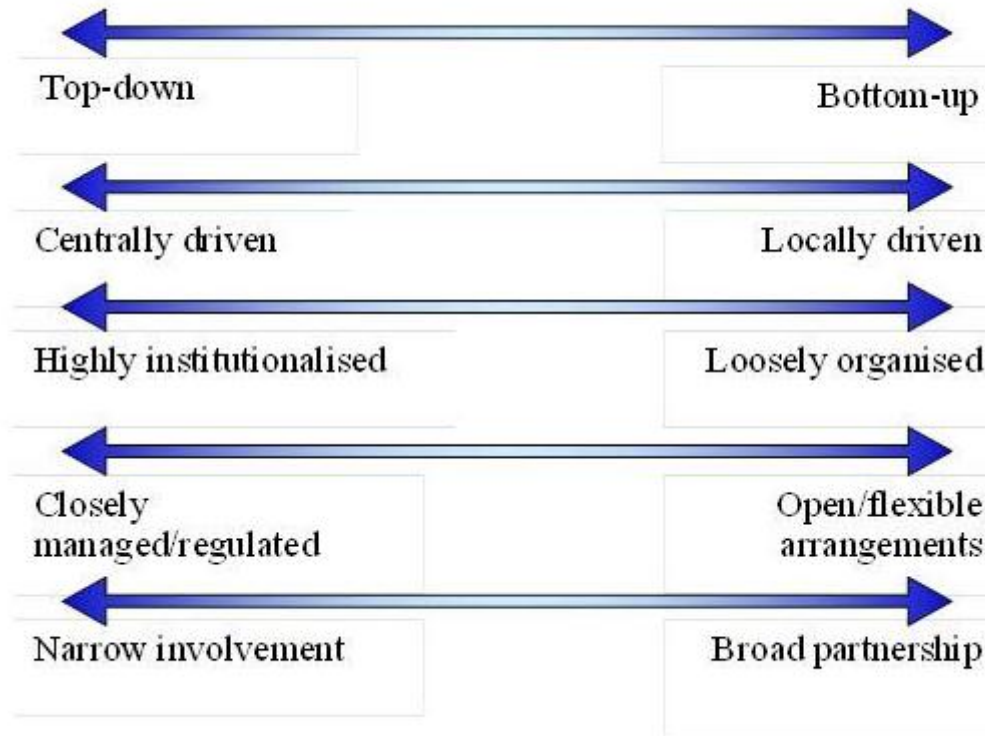 Top-down
Bottom-up
Centrally driven
Locally driven
Highly institutionalised
Loosely organised
Closely
managed/regulated
Open/flexible
arrangements
Narrow involvement
Broad partnership